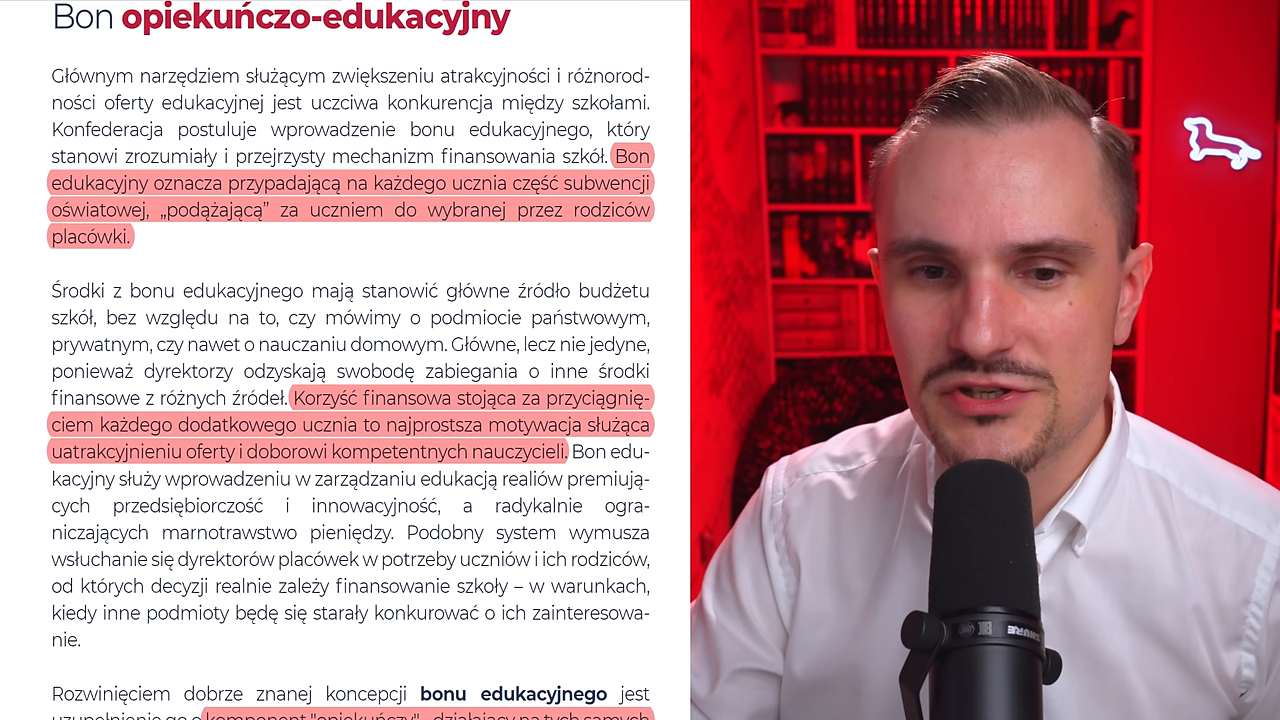 Bon opiekuńczo-edukacyjny
Głównym narzędziem służącym zwiększeniu atrakcyjności i różnorod-
ności oferty edukacyjnej jest uczciwa konkurencja między szkołami.
Konfederacja postuluje wprowadzenie bonu edukacyjnego, który
stanowi zrozumiały i przejrzysty mechanizm finansowania szkół. Bon
edukacyjny oznacza przypadającą na każdego ucznia część subwencji
oświatowej, „podążającą” za uczniem do wybranej przez rodziców
placówki.
Środki z bonu edukacyjnego mają stanowić główne źródło budżetu
szkół, bez względu na to, czy mówimy o podmiocie państwowym,
prywatnym, czy nawet o nauczaniu domowym. Główne, lecz nie jedyne,
ponieważ dyrektorzy odzyskają swobodę zabiegania o inne środki
finansowe z różnych źródeł. Korzyść finansowa stojąca za przyciągnię-
ciem każdego dodatkowego ucznia to najprostsza motywacja służąca
uatrakcyjnieniu oferty i doborowi kompetentnych nauczycieli. Bon edu-
kacyjny służy wprowadzeniu w zarządzaniu edukacją realiów premiują-
cych przedsiębiorczość i innowacyjność, a radykalnie ogra-
niczających marnotrawstwo pieniędzy. Podobny system wymusza
wsłuchanie się dyrektorów placówek w potrzeby uczniów i ich rodziców,
od których decyzji realnie zależy finansowanie szkoły – w warunkach,
kiedy inne podmioty będę się starały konkurować o ich zainteresowa-
nie.
Rozwinięciem dobrze znanej koncepcji bonu edukacyjnego jest
uzupełnienie go o komponent "opiekuńczy" - działający na tych samych
SHURE